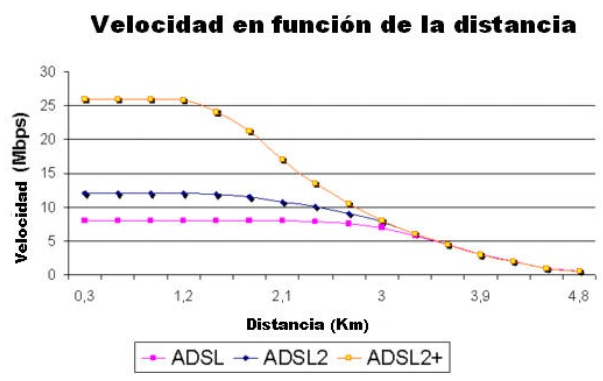 Velocidad en función de la distancia
Velocidad (Mbps)
30
25
20
15
10
5
0
0,3 1,2 2,1 3 3,9 4,8
Distancia (Km)
ADSL ADSL2 ADSL2+